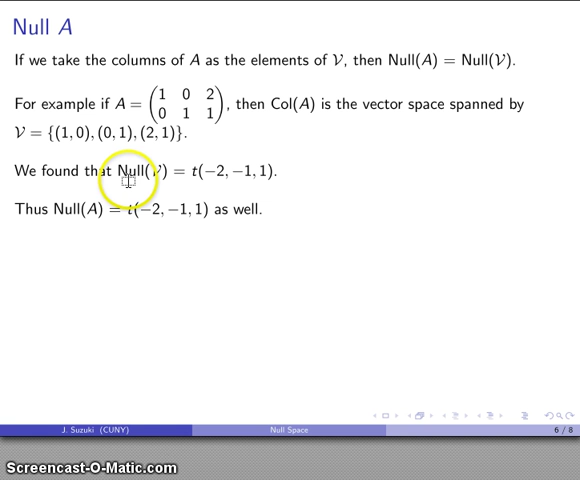 Null A
If we take the columns of A as the elements of 𝒱, then Null(A) = Null(𝒱).
For example if A = (1 0 2
0 1 1), then Col(A) is the vector space spanned by
𝒱 = {(1, 0), (0, 1), (2, 1)}.
We found that Null(𝒱) = t(−2, −1, 1).
Thus Null(A) = t(−2, −1, 1) as well.
J. Suzuki (CUNY) Null Space 6 / 8
Screencast-O-Matic.com